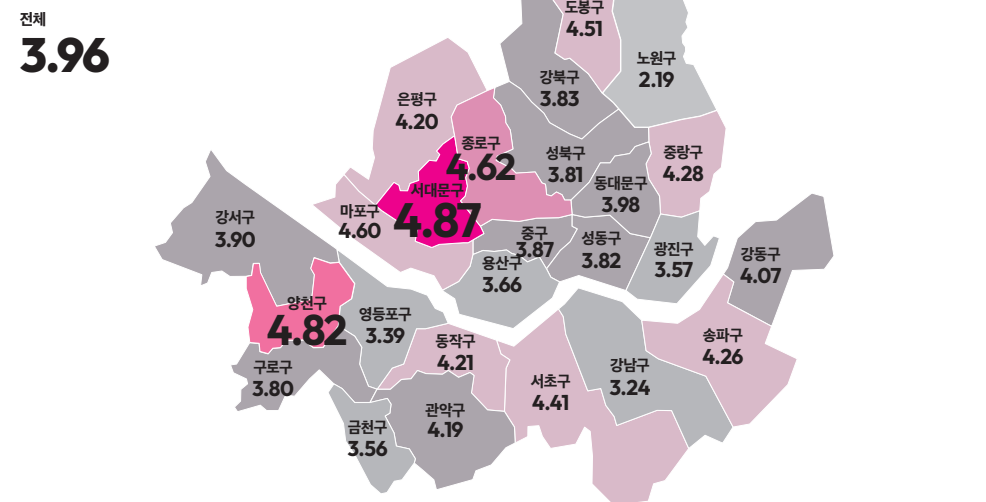 전체
3.96
도봉구
4.51
노원구
2.19
강북구
3.83
은평구
4.20
종로구
4.62
성북구
3.81
중랑구
4.28
동대문구
3.98
서대문구
4.87
마포구
4.60
강서구
3.90
중구
3.87
성동구
3.82
광진구
3.57
강동구
4.07
용산구
3.66
양천구
4.82
영등포구
3.39
동작구
4.21
송파구
4.26
구로구
3.80
서초구
4.41
강남구
3.24
관악구
4.19
금천구
3.56